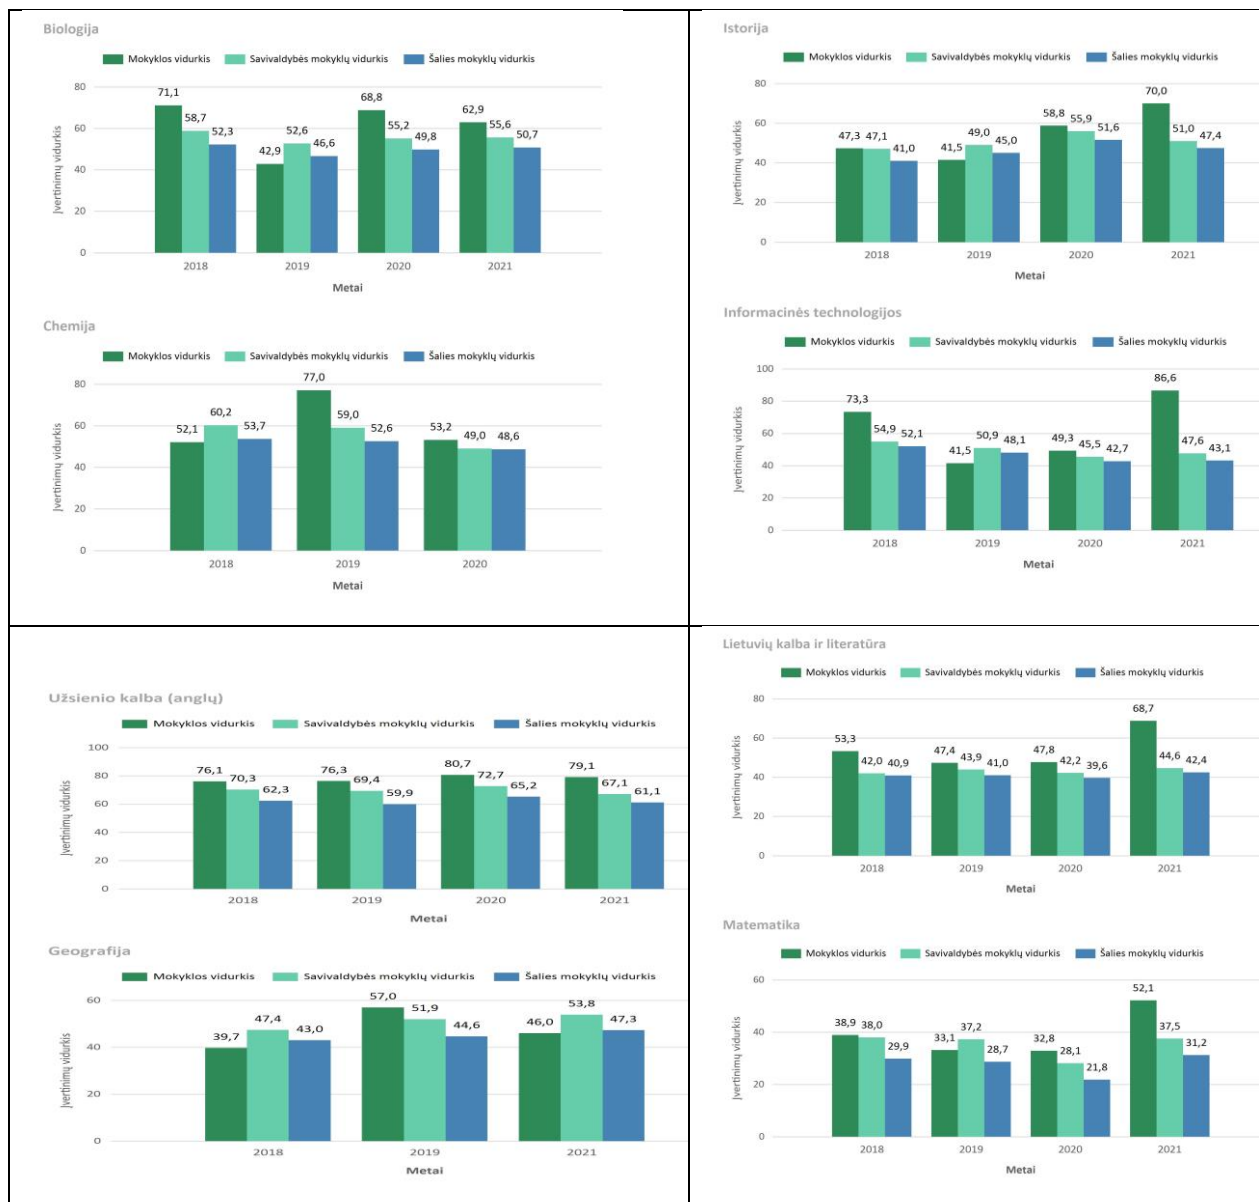 Biologija
Mokyklos vidurkis Savivaldybės mokyklų vidurkis Šalies mokyklų vidurkis
Įvertinimų vidurkis
80
60
40
20
0
71,1 58,7 52,3
42,9 52,6 46,6
68,8 55,2 49,8
62,9 55,6 50,7
2018 2019 2020 2021
Metai
Chemija
Mokyklos vidurkis Savivaldybės mokyklų vidurkis Šalies mokyklų vidurkis
Įvertinimų vidurkis
80
60
40
20
0
52,1 60,2 53,7
77,0 59,0 52,6
53,2 49,0 48,6
2018 2019 2020
Metai
Istorija
Mokyklos vidurkis Savivaldybės mokyklų vidurkis Šalies mokyklų vidurkis
Įvertinimų vidurkis
80
60
40
20
0
47,3 47,1 41,0
41,5 49,0 45,0
58,8 55,9 51,6
70,0 51,0 47,4
2018 2019 2020 2021
Metai
Informacinės technologijos
Mokyklos vidurkis Savivaldybės mokyklų vidurkis Šalies mokyklų vidurkis
Įvertinimų vidurkis
100
80
60
40
20
0
73,3 54,9 52,1
41,5 50,9 48,1
49,3 45,5 42,7
86,6 47,6 43,1
2018 2019 2020 2021
Metai
Užsienio kalba (anglų)
Mokyklos vidurkis Savivaldybės mokyklų vidurkis Šalies mokyklų vidurkis
Įvertinimų vidurkis
100
80
60
40
20
0
76,1 70,3 62,3
76,3 69,4 59,9
80,7 72,7 65,2
79,1 67,1 61,1
2018 2019 2020 2021
Metai
Geografija
Mokyklos vidurkis Savivaldybės mokyklų vidurkis Šalies mokyklų vidurkis
Įvertinimų vidurkis
60
40
20
0
39,7 47,4 43,0
57,0 51,9 44,6
46,0 53,8 47,3
2018 2019 2021
Metai
Lietuvių kalba ir literatūra
Mokyklos vidurkis Savivaldybės mokyklų vidurkis Šalies mokyklų vidurkis
Įvertinimų vidurkis
80
60
40
20
0
53,3 42,0 40,9
47,4 43,9 41,0
47,8 42,2 39,6
68,7 44,6 42,4
2018 2019 2020 2021
Metai
Matematika
Mokyklos vidurkis Savivaldybės mokyklų vidurkis Šalies mokyklų vidurkis
Įvertinimų vidurkis
60
40
20
0
38,9 38,0 29,9
33,1 37,2 28,7
32,8 28,1 21,8
52,1 37,5 31,2
2018 2019 2020 2021
Metai